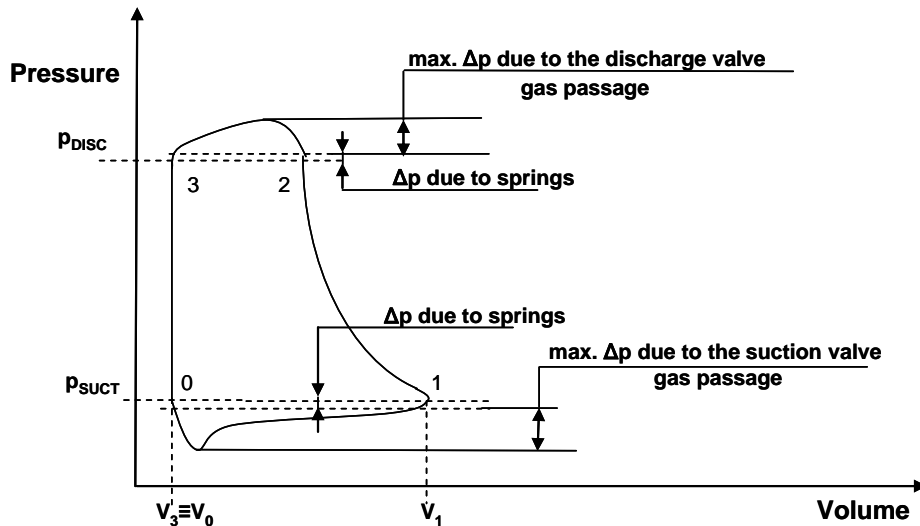 max. Δp due to the discharge valve
gas passage
Pressure
pDISC
3
2
Δp due to springs
Δp due to springs
max. Δp due to the suction valve
gas passage
pSUCT
0
1
V3≡V0
V1
Volume